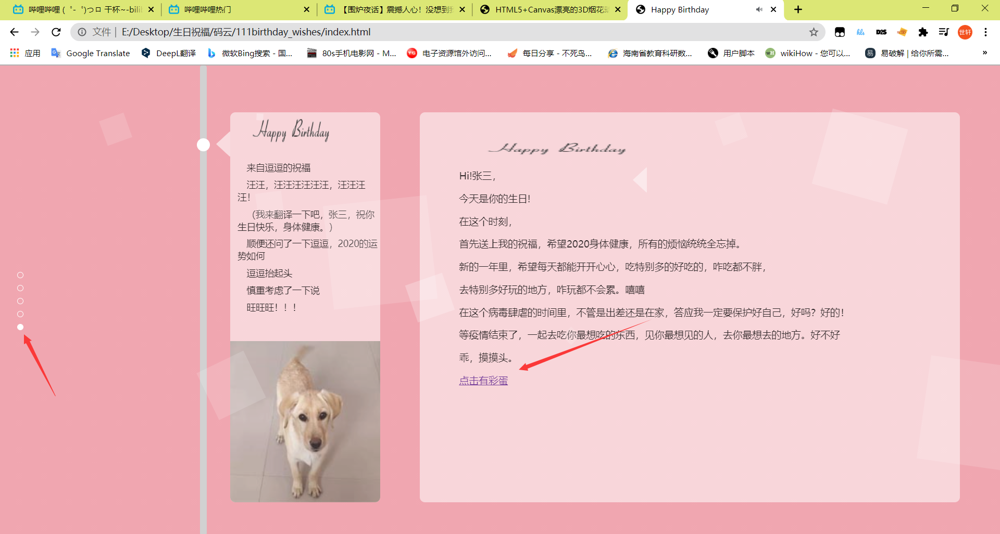 哔哩哔哩 ( ゜- ゜)つロ 干杯~-bili
哔哩哔哩热门
【围炉夜话】震撼人心！没想到
HTML5+Canvas漂亮的3D烟花
Happy Birthday
文件 | E:/Desktop/生日祝福/码云/111birthday_wishes/index.html
hls
世轩
应用
Google Translate
DeepL翻译
微软Bing搜索 - 国...
80s手机电影网 - M...
TG
电子资源馆外访问...
每日分享 - 不死鸟...
海南省教育科研数...
用户脚本
wikiHow - 您可以...
易
易破解 | 给你所需...
»
Happy Birthday
来自逗逗的祝福
汪汪，汪汪汪汪汪汪，汪汪汪
汪！
（我来翻译一下吧，张三，祝你
生日快乐，身体健康。）
顺便还问了一下逗逗，2020的运
势如何
逗逗抬起头
慎重考虑了一下说
旺旺旺！！！
Happy Birthday
Hi!张三，
今天是你的生日！
在这个时刻，
首先送上我的祝福，希望2020身体健康，所有的烦恼统统全忘掉。
新的一年里，希望每天都能开开心心，吃特别多的好吃的，咋吃都不胖，
去特别多好玩的地方，咋玩都不会累。嘻嘻
在这个病毒肆虐的时间里，不管是出差还是在家，答应我一定要保护好自己，好吗？好的！
等疫情结束了，一起去吃你最想吃的东西，见你最想见的人，去你最想去的地方。好不好
乖，摸摸头。
点击有彩蛋